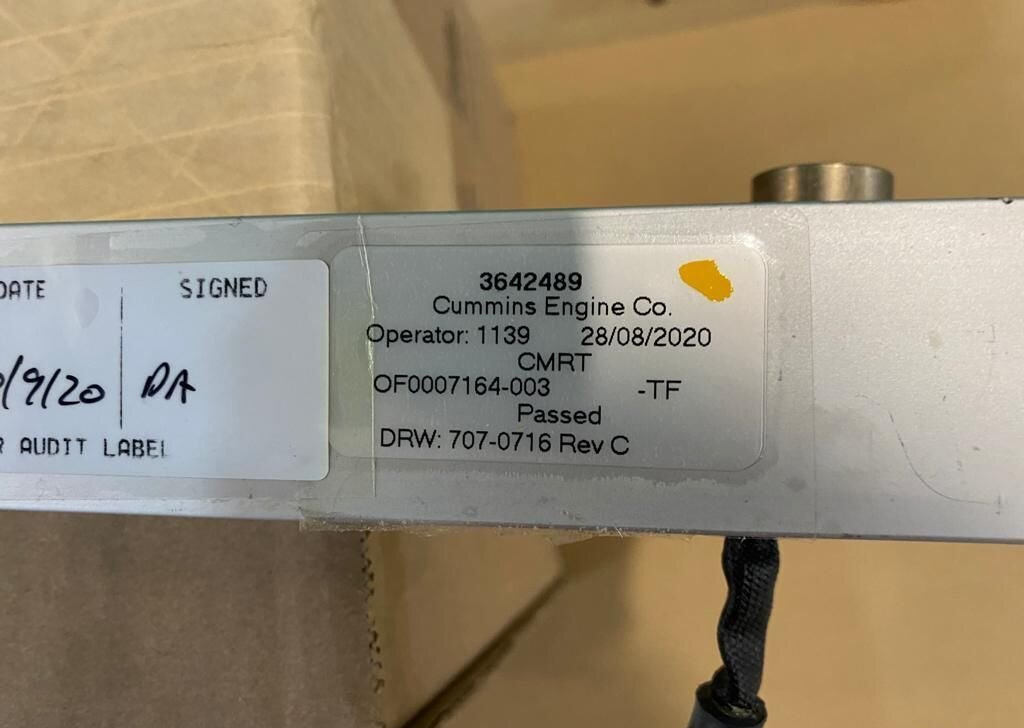 DATE SIGNED
/9/20 DA
AUDIT LABEL
3642489
Cummins Engine Co.
Operator: 1139 28/08/2020
CMRT
OF0007164-003 -TF
Passed
DRW: 707-0716 Rev C